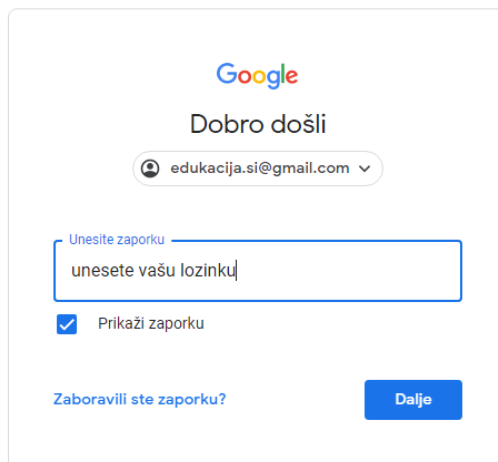 Google
Dobro došli
edukacija.si@gmail.com
Unesite zaporku
unesete vašu lozinku
Prikaži zaporku
Zaboravili ste zaporku?
Dalje